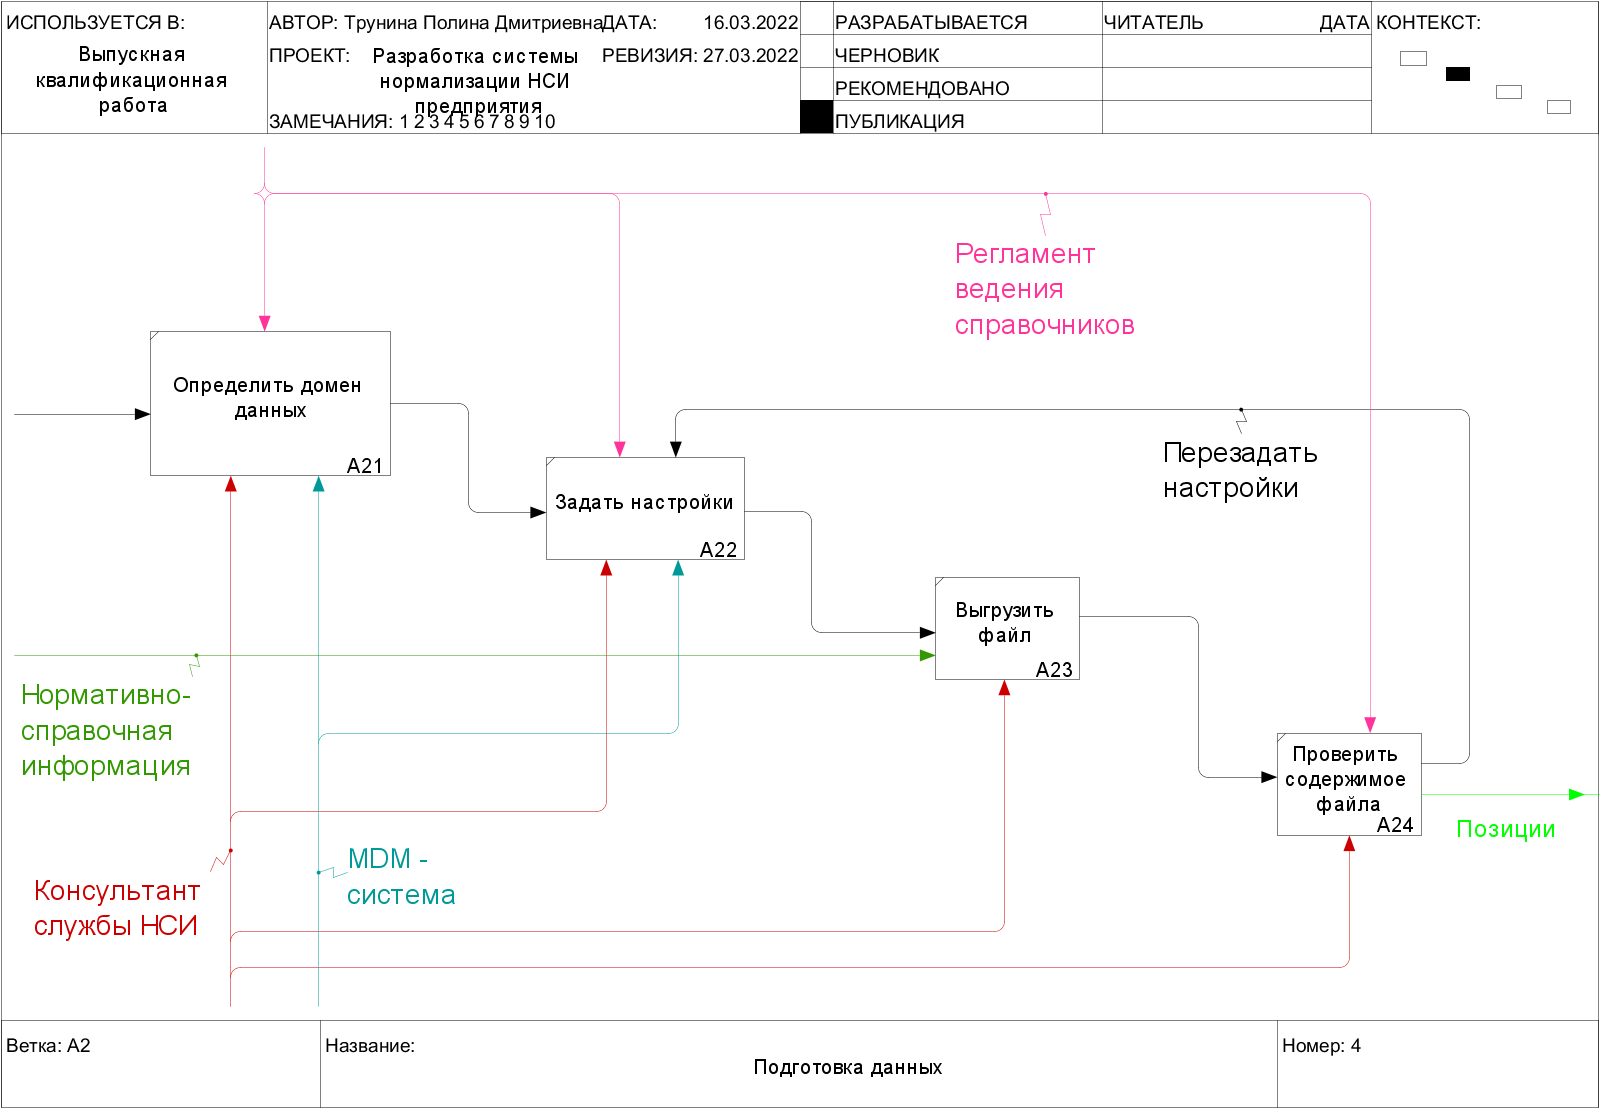 ИСПОЛЬЗУЕТСЯ В:
Выпускная
квалификационная
работа
АВТОР: Трунина Полина Дмитриевна
ДАТА: 16.03.2022
ПРОЕКТ: Разработка системы
нормализации НСИ
предприятия
РЕВИЗИЯ: 27.03.2022
ЗАМЕЧАНИЯ: 1 2 3 4 5 6 7 8 9 10
РАЗРАБАТЫВАЕТСЯ
ЧЕРНОВИК
РЕКОМЕНДОВАНО
ПУБЛИКАЦИЯ
ЧИТАТЕЛЬ
ДАТА
КОНТЕКСТ:
Регламент
ведения
справочников
Определить домен
данных
A21
Перезадать
настройки
Задать настройки
A22
Выгрузить
файл
A23
Нормативно-
справочная
информация
Проверить
содержимое
файла
A24
Позиции
MDM -
система
Консультант
службы НСИ
Ветка: A2
Название:
Подготовка данных
Номер: 4